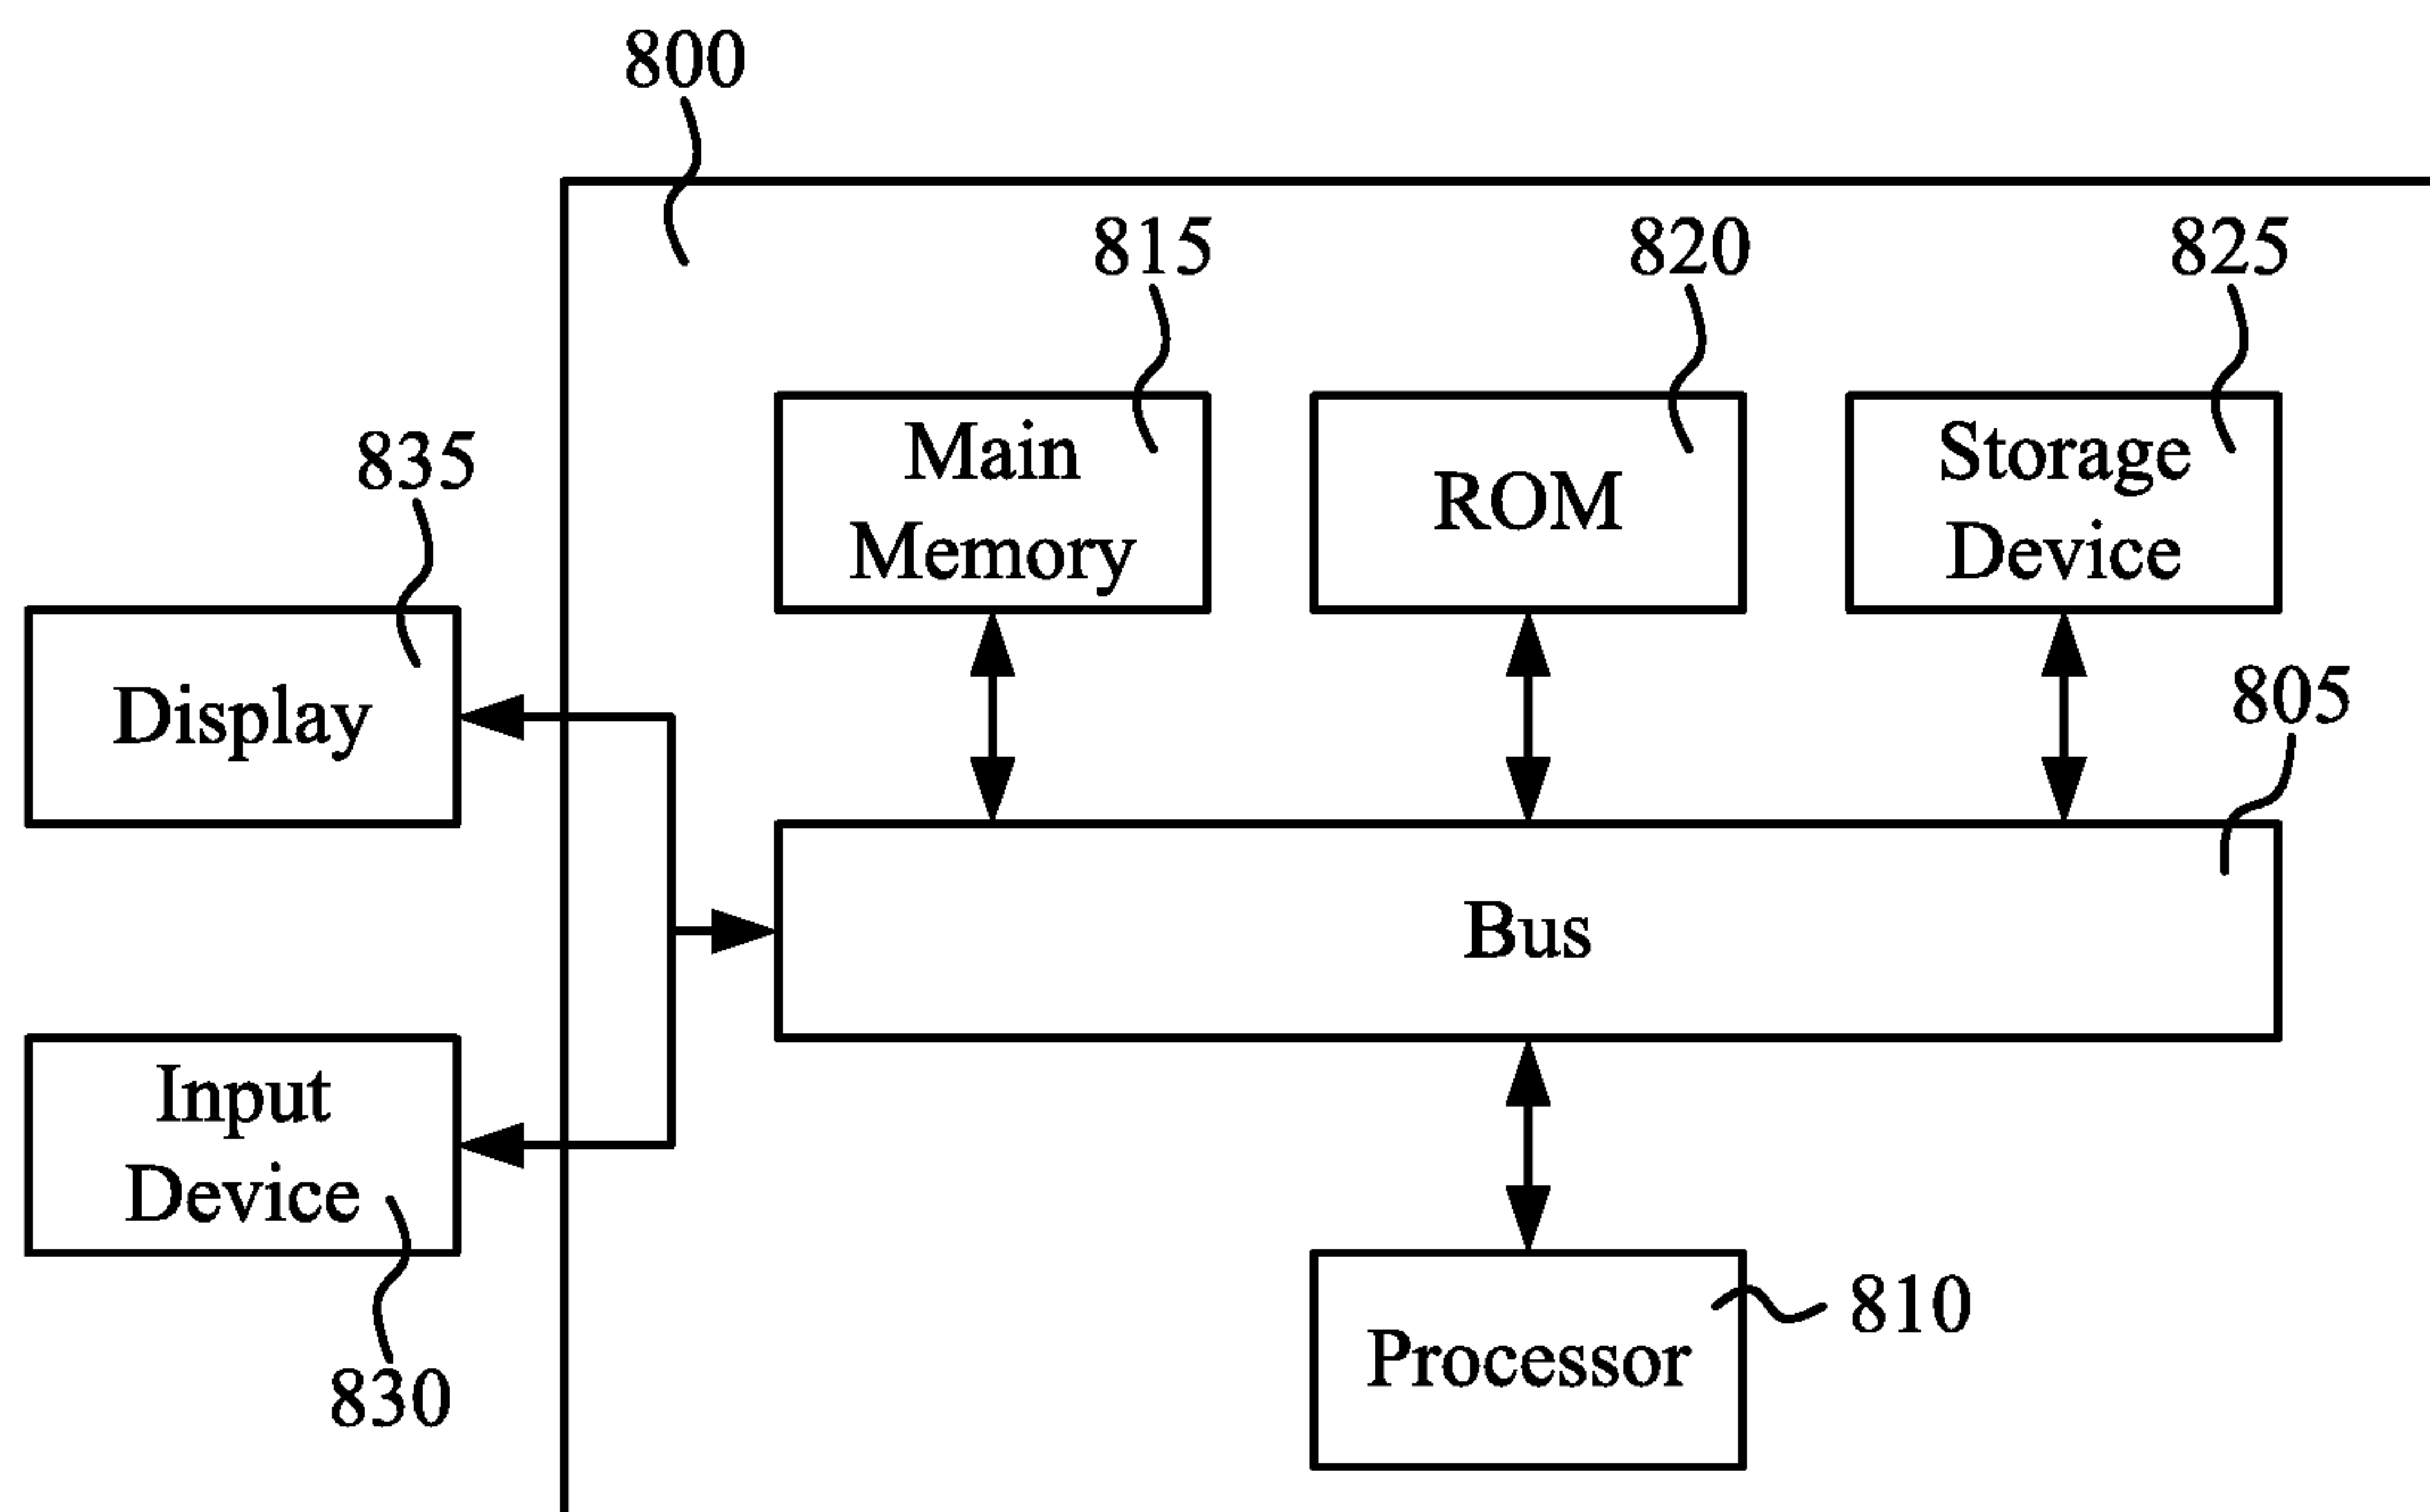 800
815
820
825
835
Main
Memory
ROM
Storage
Device
805
Display
Bus
Input
Device
830
810
Processor